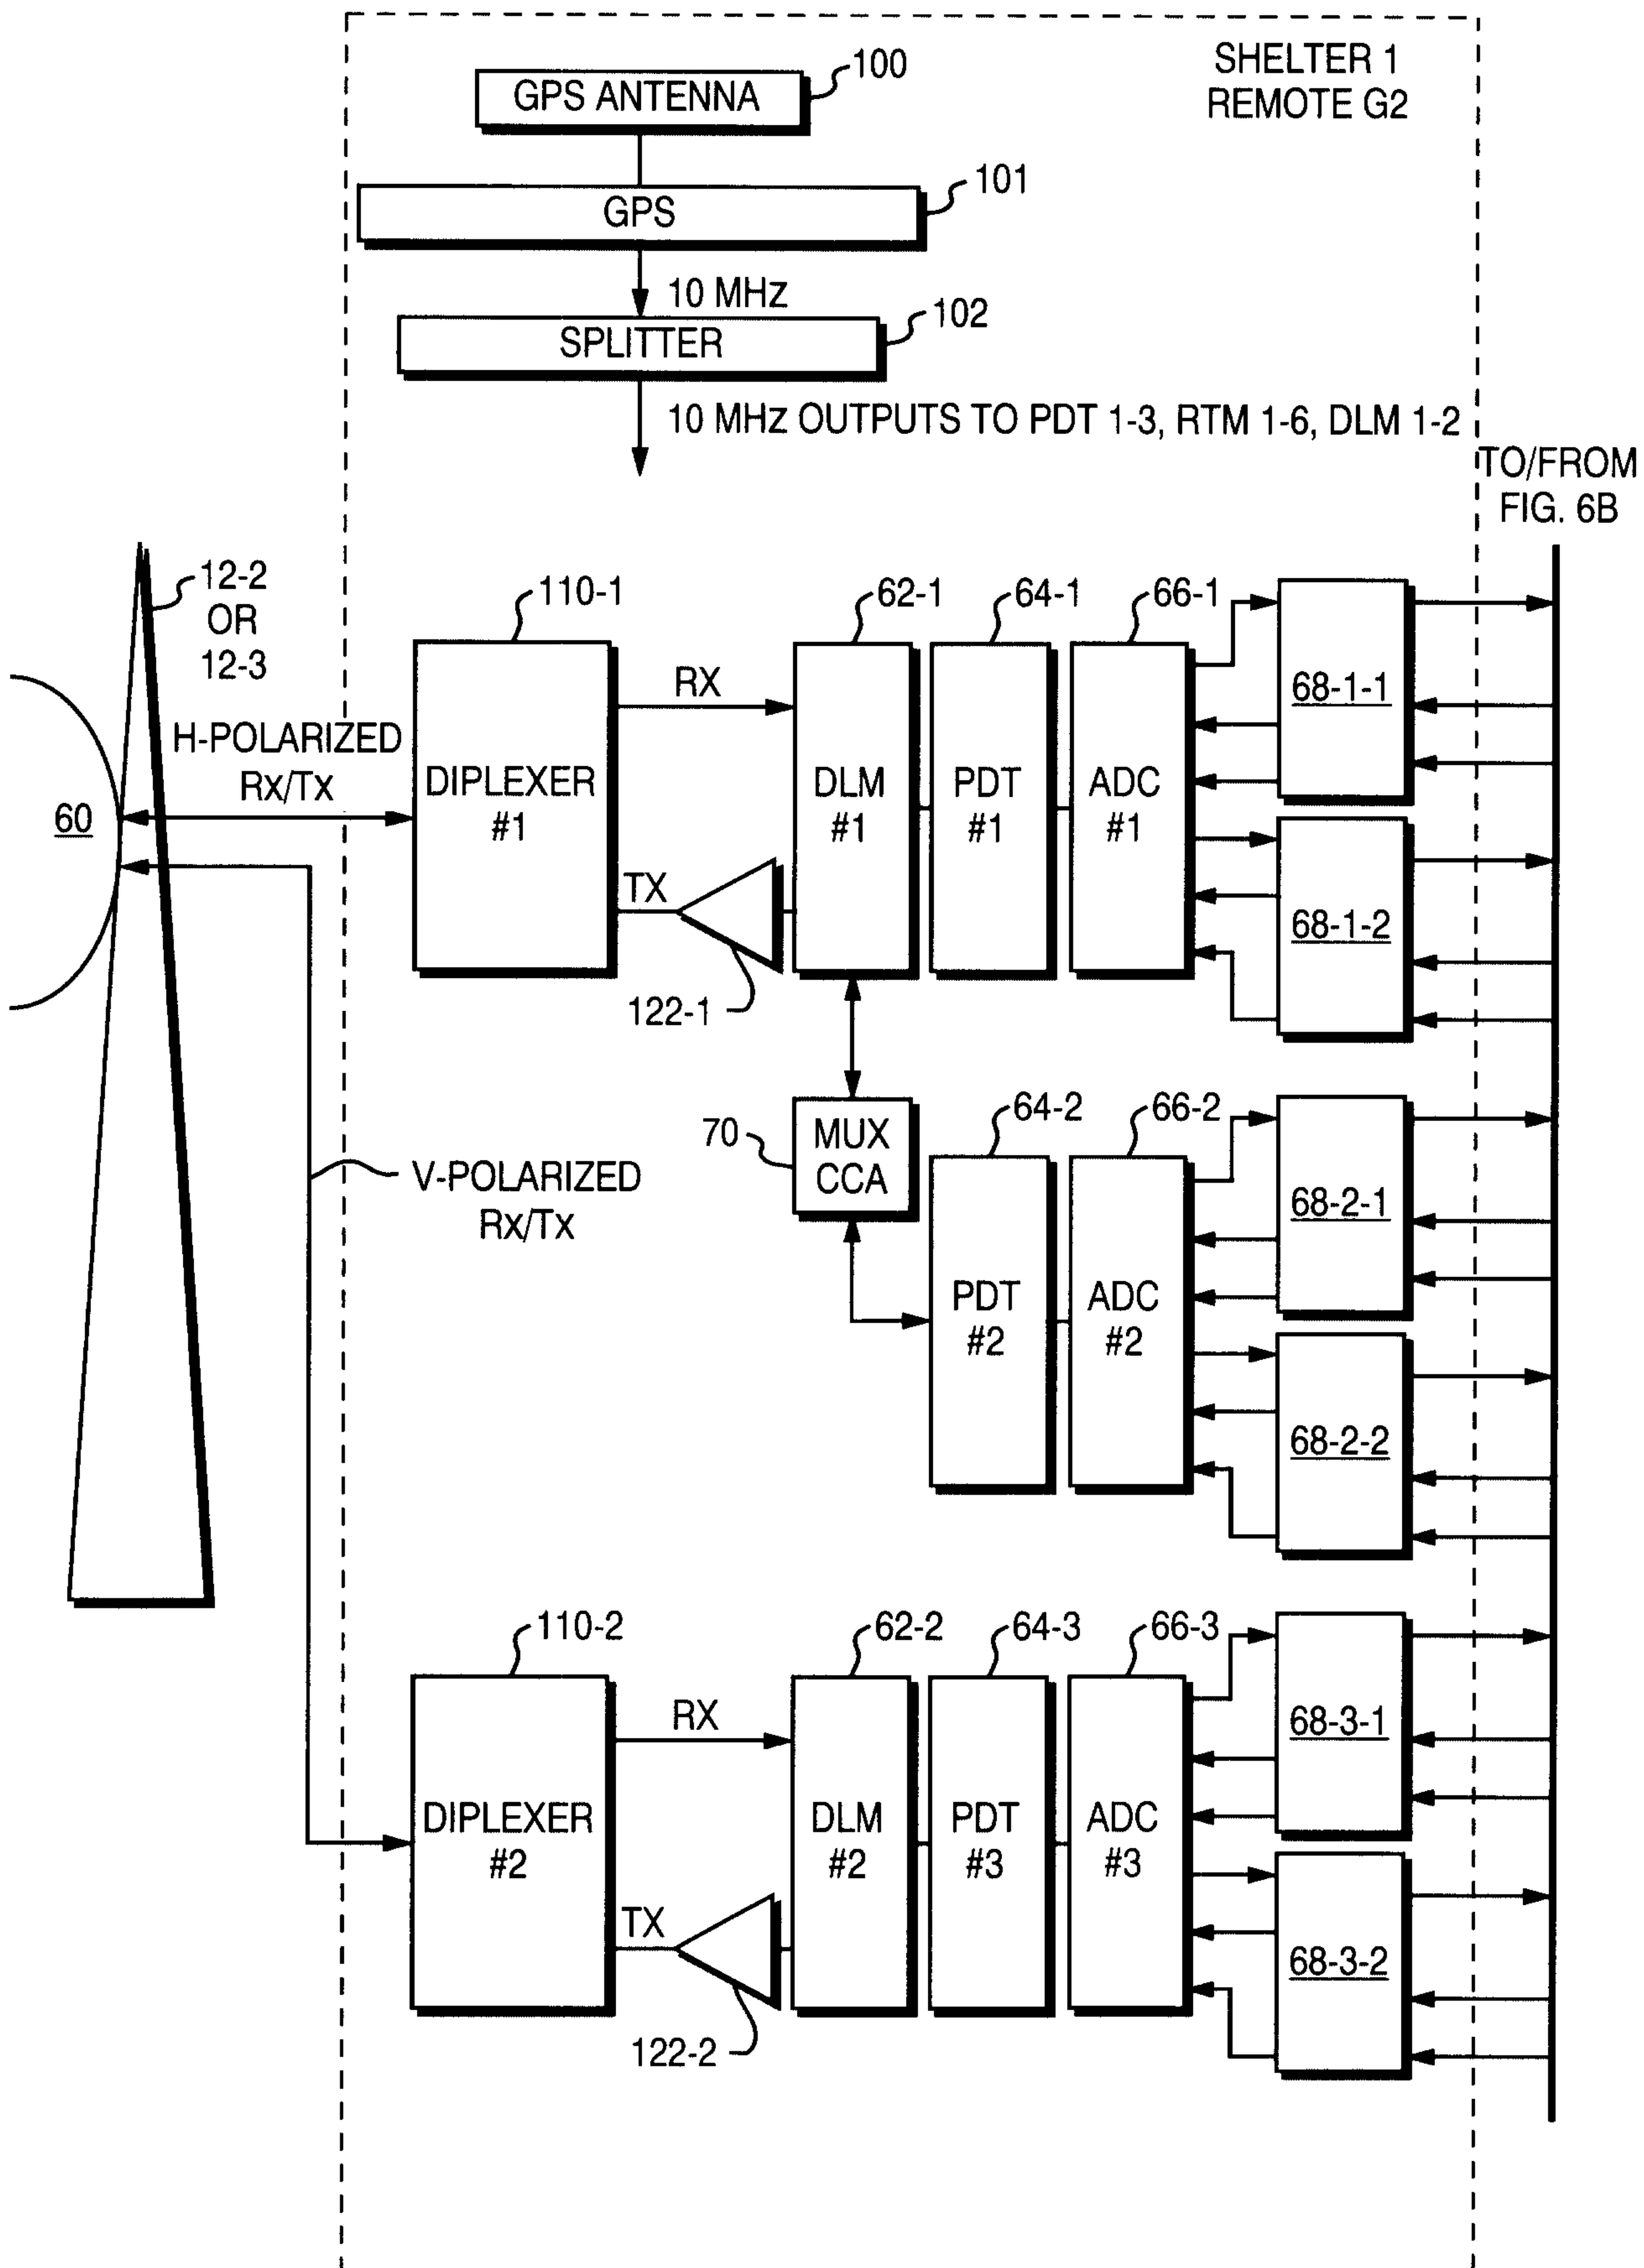 SHELTER 1
REMOTE G2
100
GPS ANTENNA
101
GPS
10 MHz
102
SPLITTER
10 MHz OUTPUTS TO PDT 1-3, RTM 1-6, DLM 1-2
TO/FROM
FIG. 6B
12-2
OR
12-3
110-1
62-1
64-1
66-1
RX
68-1-1
H-POLARIZED
Rx/Tx
60
DIPLEXER
#1
DLM
#1
PDT
#1
ADC
#1
TX
68-1-2
122-1
70
MUX
CCA
64-2
66-2
V-POLARIZED
Rx/Tx
68-2-1
PDT
#2
ADC
#2
68-2-2
110-2
62-2
64-3
66-3
RX
68-3-1
DIPLEXER
#2
DLM
#2
PDT
#3
ADC
#3
TX
68-3-2
122-2